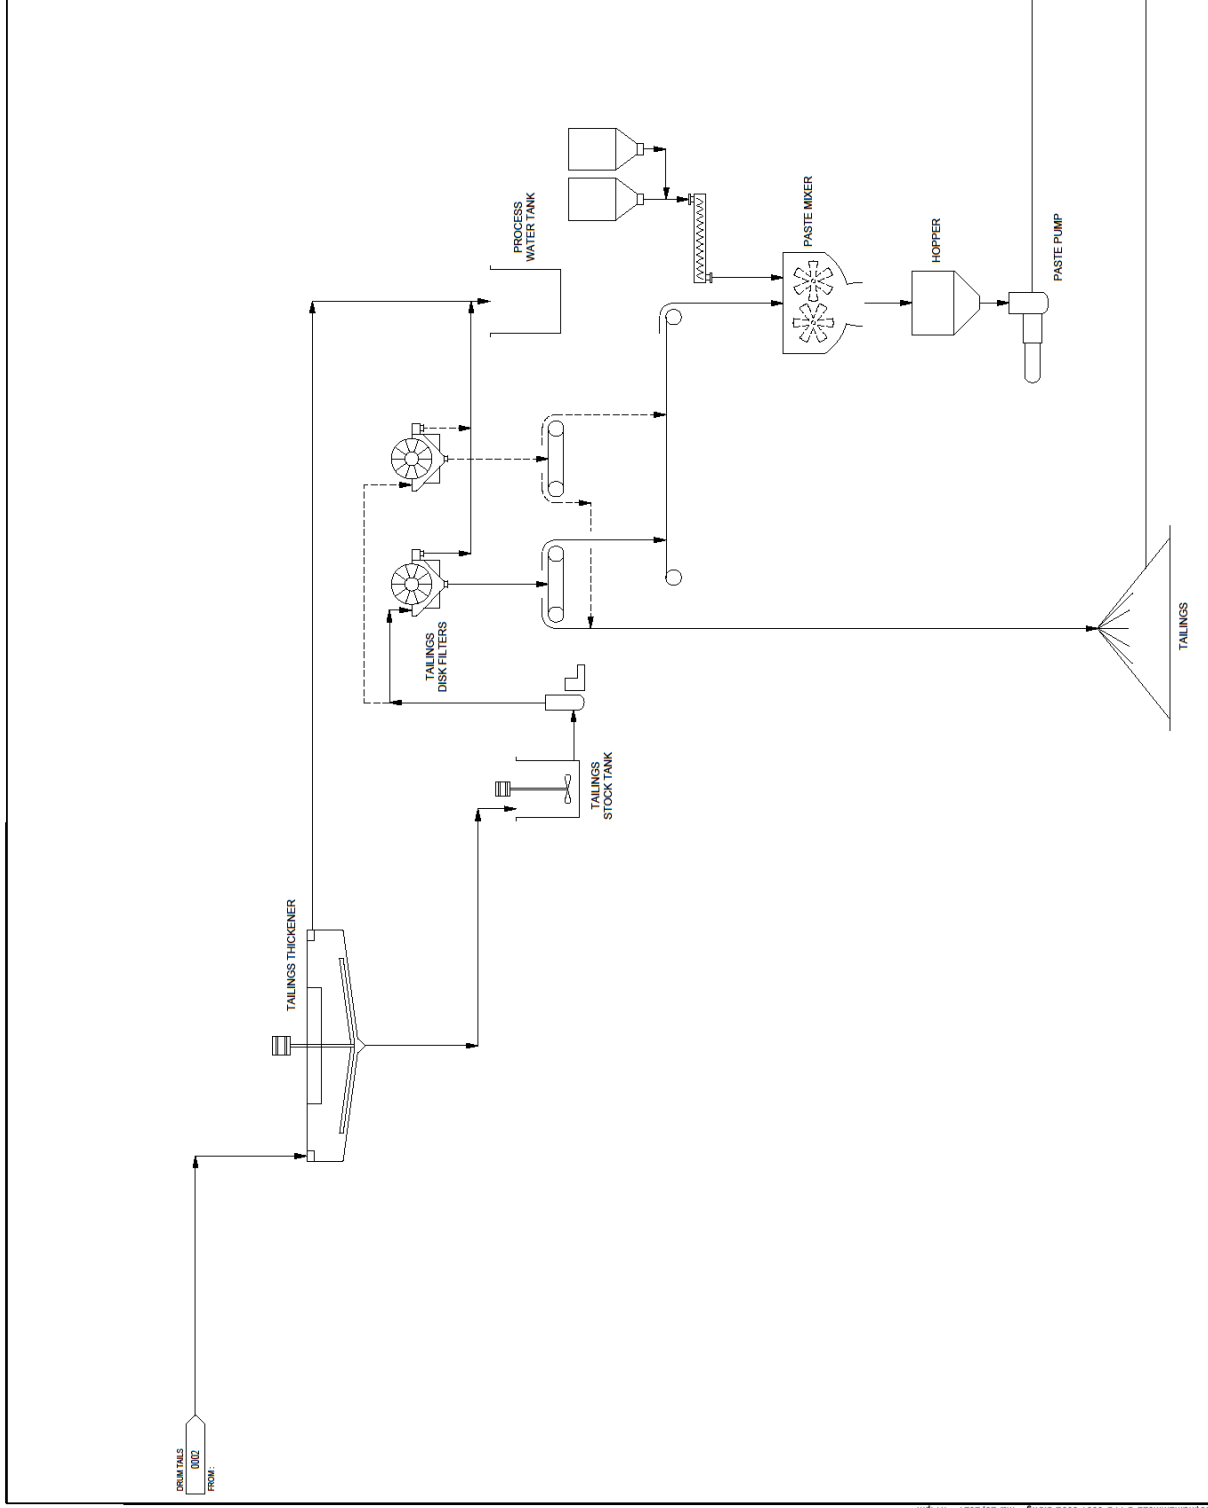 DRUM TAILS
0002
FROM :
TAILINGS THICKENER
TAILINGS
STOCK TANK
TAILINGS
DISK FILTERS
PROCESS
WATER TANK
PASTE MIXER
HOPPER
PASTE PUMP
TAILINGS